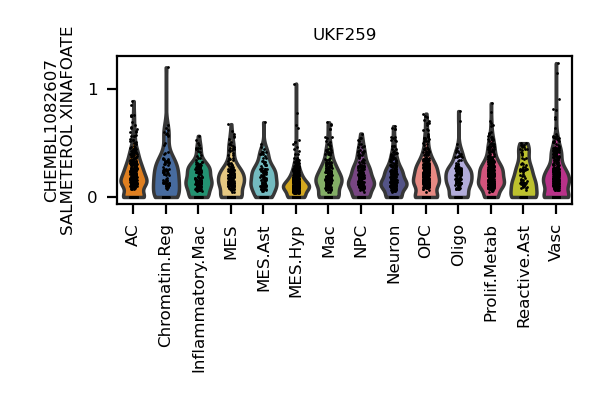 UKF259
CHEMBL1082607
SALMETEROL XINAFOATE
1
0
AC
Chromatin.Reg
Inflammatory.Mac
MES
MES.Ast
MES.Hyp
Mac
NPC
Neuron
OPC
Oligo
Prolif.Metab
Reactive.Ast
Vasc